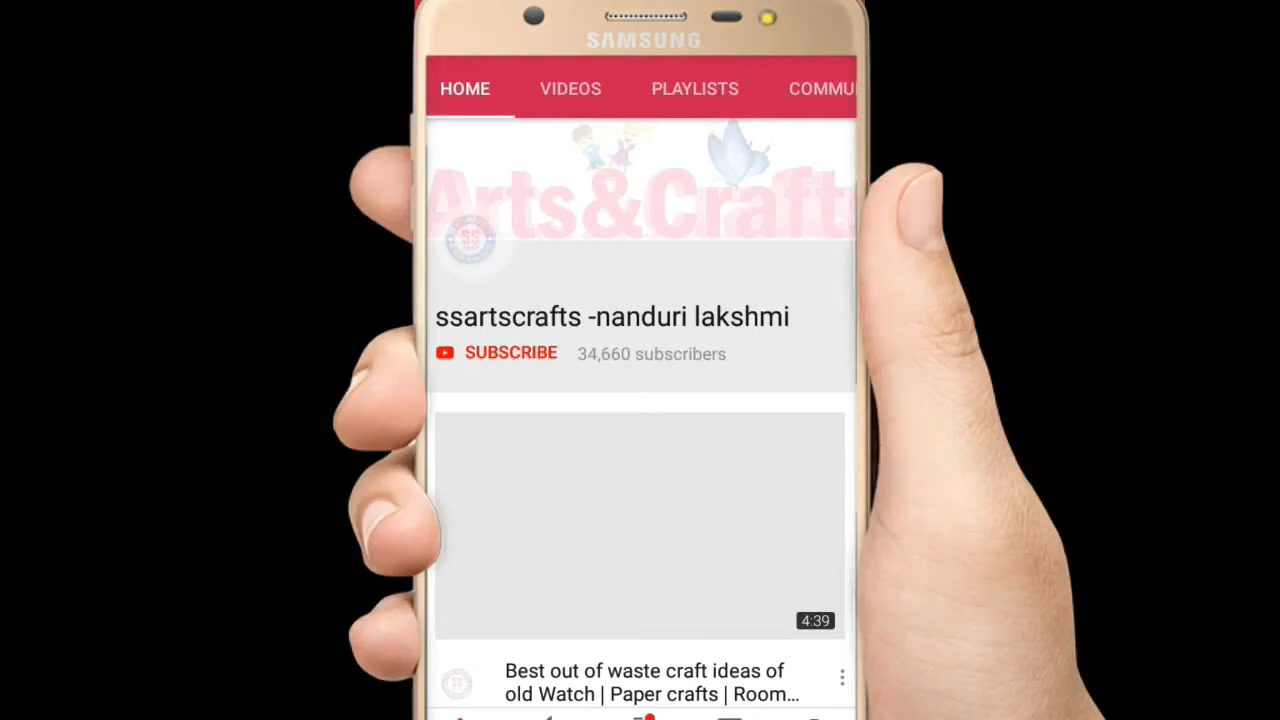 SAMSUNG
HOME VIDEOS PLAYLISTS COMMU
Arts&Crafts
SS
ssartscrafts -nanduri lakshmi
SUBSCRIBE 34,660 subscribers
4:39
Best out of waste craft ideas of
old Watch | Paper crafts | Room...